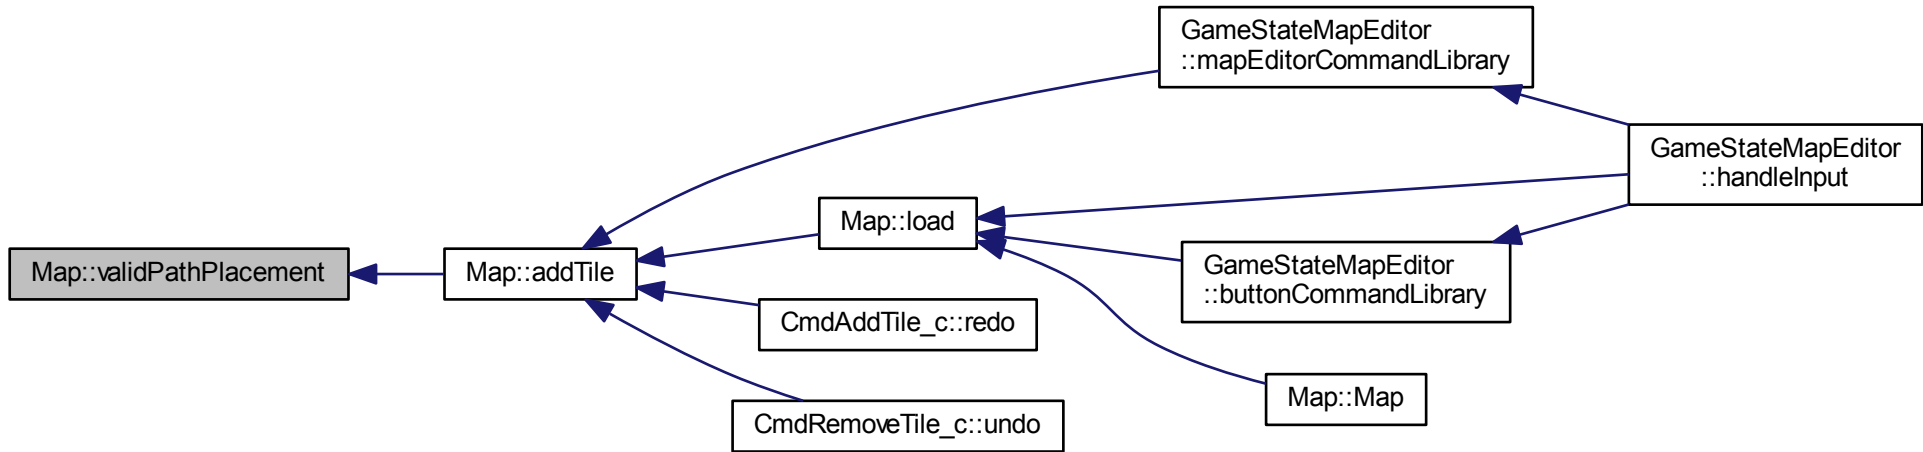 GameStateMapEditor
::mapEditorCommandLibrary
GameStateMapEditor
::handleInput
Map::load
Map::validPathPlacement
Map::addTile
GameStateMapEditor
::buttonCommandLibrary
CmdAddTile_c::redo
Map::Map
CmdRemoveTile_c::undo